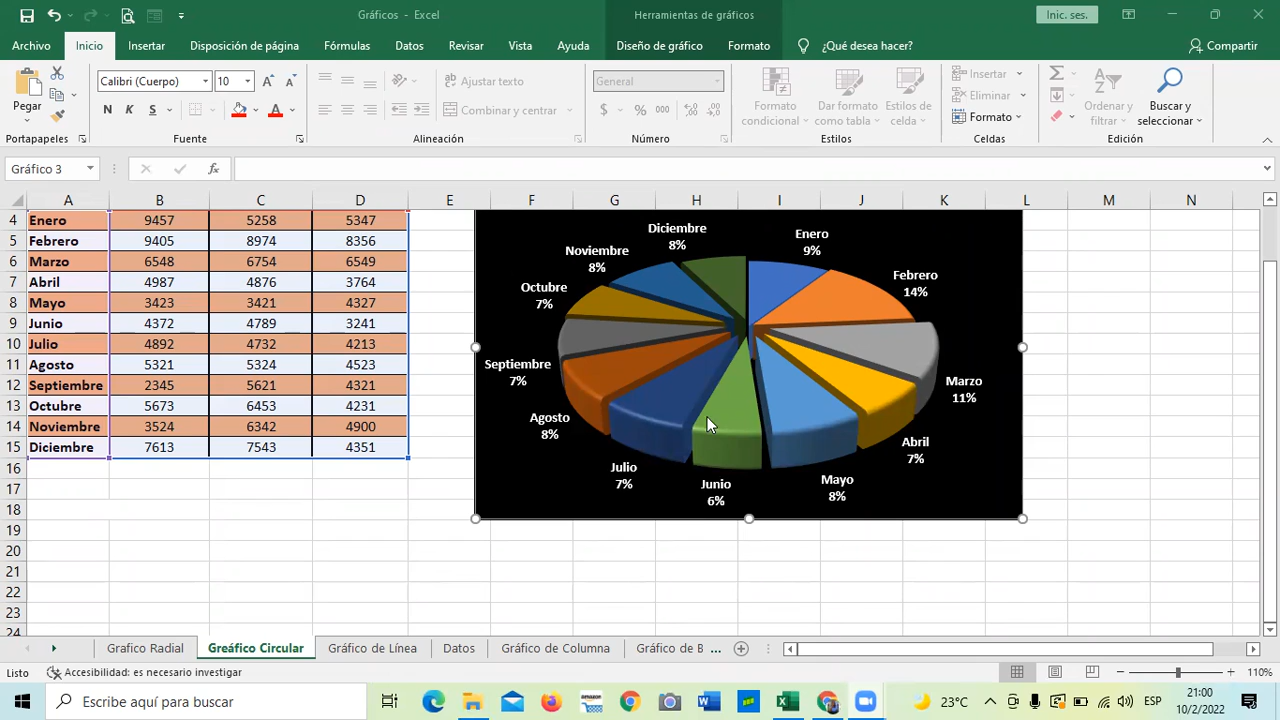 Gráficos - Excel
Herramientas de gráficos
Inic. ses.
Archivo Inicio Insertar Disposición de página Fórmulas Datos Revisar Vista Ayuda Diseño de gráfico Formato ¿Qué desea hacer? Compartir
Pegar
Calibri (Cuerpo) 10
N K S
Ajustar texto
Combinar y centrar
General
$ % 000
Formato condicional
Dar formato como tabla
Estilos de celda
Insertar
Eliminar
Formato
Ordenar y filtrar
Buscar y seleccionar
Portapapeles Fuente Alineación Número Estilos Celdas Edición
Gráfico 3
fx
A B C D E F G H I J K L M N
4 Enero 9457 5258 5347
5 Febrero 9405 8974 8356
6 Marzo 6548 6754 6549
7 Abril 4987 4876 3764
8 Mayo 3423 3421 4327
9 Junio 4372 4789 3241
10 Julio 4892 4732 4213
11 Agosto 5321 5324 4523
12 Septiembre 2345 5621 4321
13 Octubre 5673 6453 4231
14 Noviembre 3524 6342 4900
15 Diciembre 7613 7543 4351
16
17
18
19
20
21
22
23
24
Diciembre
8%
Enero
9%
Noviembre
8%
Febrero
14%
Octubre
7%
Septiembre
7%
Marzo
11%
Agosto
8%
Abril
7%
Julio
7%
Mayo
8%
Junio
6%
Grafico Radial Greáfico Circular Gráfico de Línea Datos Gráfico de Columna Gráfico de B ...
Listo Accesibilidad: es necesario investigar 110%
Escribe aquí para buscar
amazon
23°C
ESP
21:00
10/2/2022